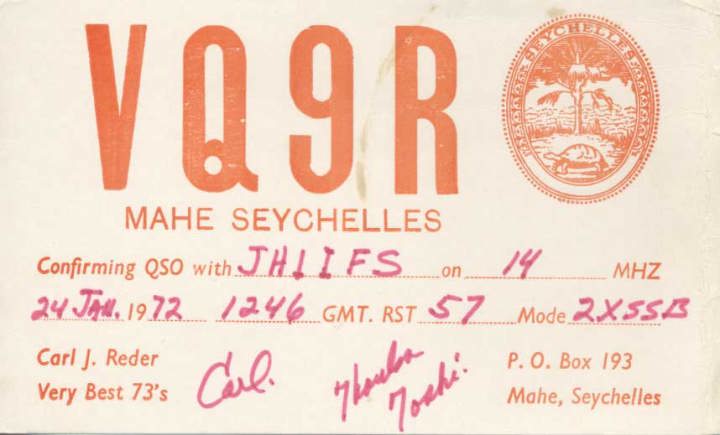 VQ9R
SEYCHELLES
MAHE SEYCHELLES
Confirming QSO with JH1IFS on 14 MHZ
24 JAN. 1972 1246 GMT. RST 57 Mode 2XSSB
Carl J. Reder
Very Best 73's
Carl.
Thanks
Toshi.
P. O. Box 193
Mahe, Seychelles